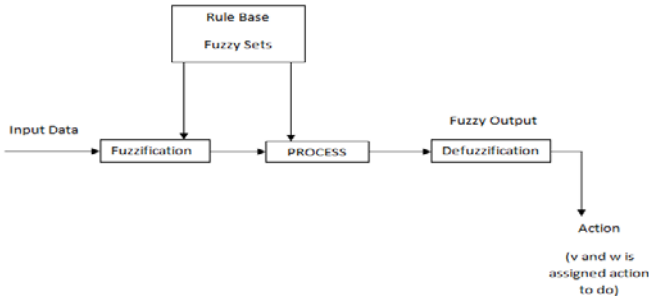 Rule Base
Fuzzy Sets
Input Data
Fuzzy Output
Fuzzification
PROCESS
Defuzzification
Action
(v and w is
assigned action
to do)